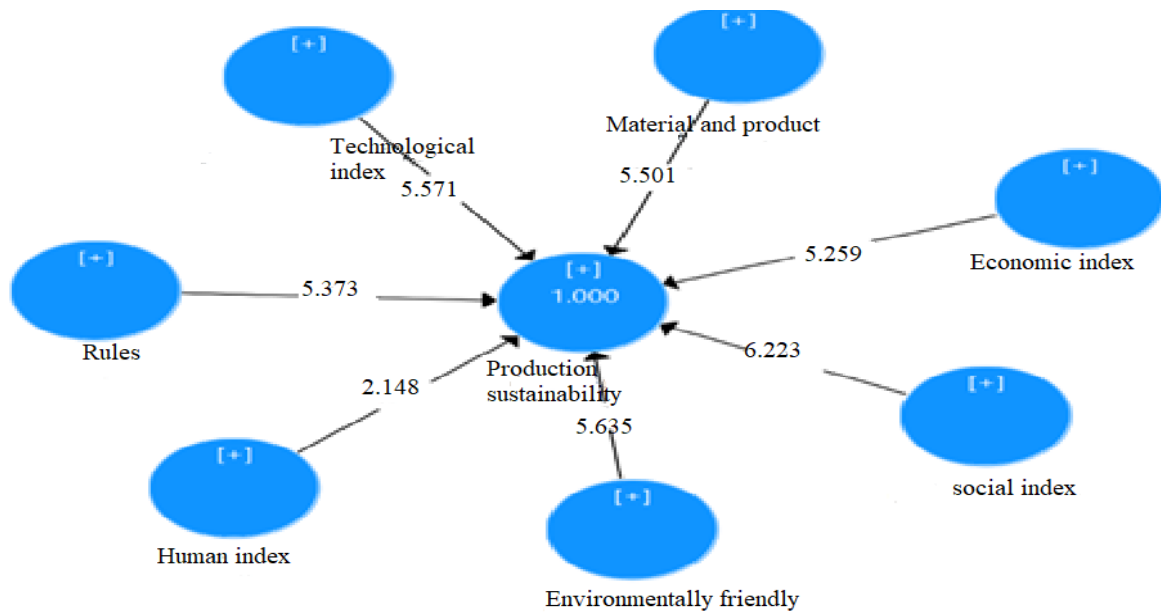 [+]
[+]
Technological
index
Material and product
5.571
5.501
[+]
Economic index
5.259
[+]
Rules
5.373
[+]
1.000
Production
sustainability
6.223
[+]
social index
2.148
[+]
Human index
5.635
[+]
Environmentally friendly